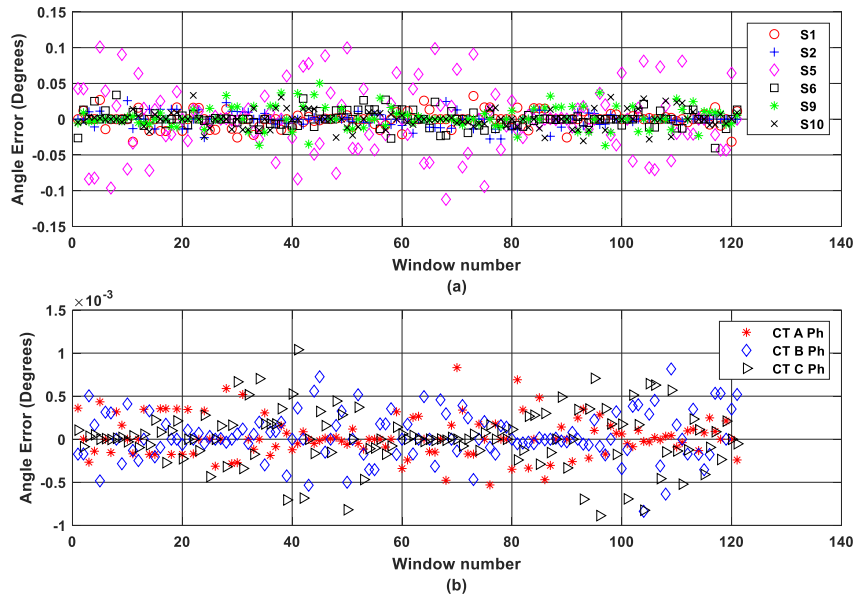 0.15
0.1
0.05
0
-0.05
-0.1
-0.15
Angle Error (Degrees)
S1
S2
S5
S6
S9
S10
0 20 40 60 80 100 120 140
Window number
(a)
×10-3
1.5
1
0.5
0
-0.5
-1
Angle Error (Degrees)
CT A Ph
CT B Ph
CT C Ph
0 20 40 60 80 100 120 140
Window number
(b)